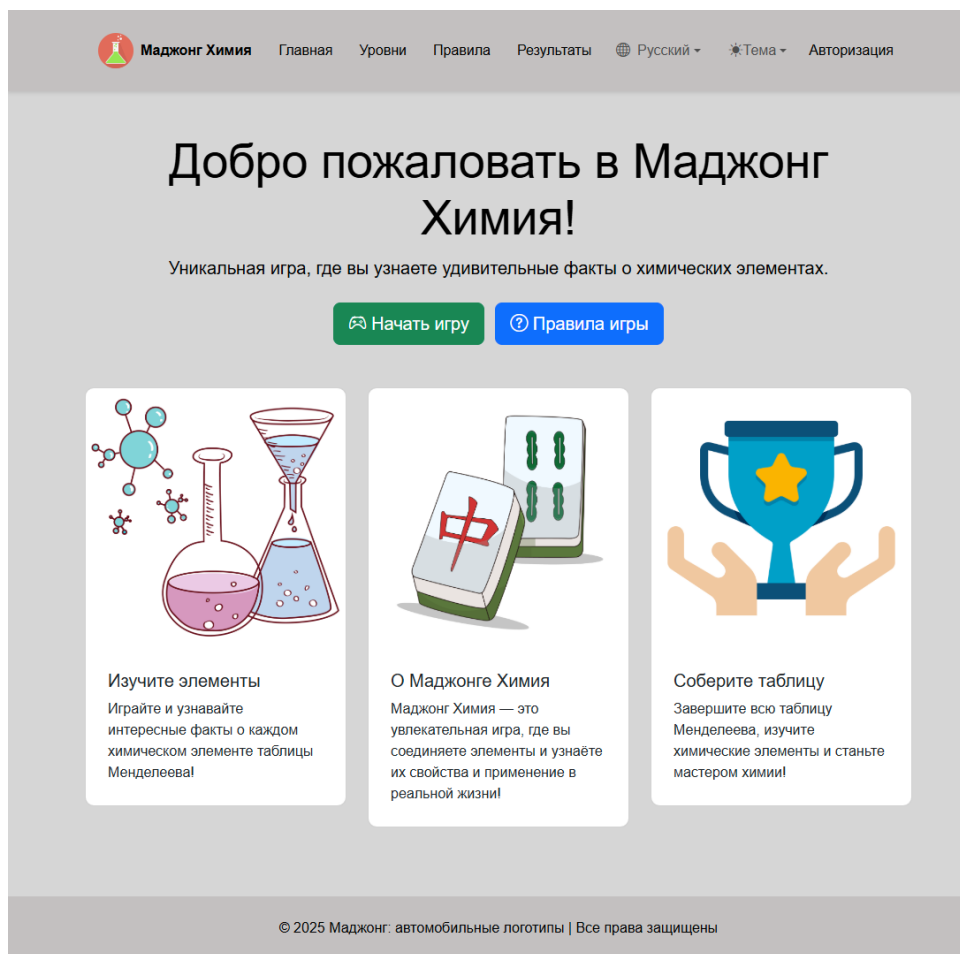 Маджонг Химия Главная Уровни Правила Результаты Русский Тема Авторизация
Добро пожаловать в Маджонг
Химия!
Уникальная игра, где вы узнаете удивительные факты о химических элементах.
Начать игру Правила игры
中
Изучите элементы
Играйте и узнавайте
интересные факты о каждом
химическом элементе таблицы
Менделеева!
О Маджонге Химия
Маджонг Химия — это
увлекательная игра, где вы
соединяете элементы и узнаёте
их свойства и применение в
реальной жизни!
Соберите таблицу
Завершите всю таблицу
Менделеева, изучите
химические элементы и станьте
мастером химии!
© 2025 Маджонг: автомобильные логотипы | Все права защищены